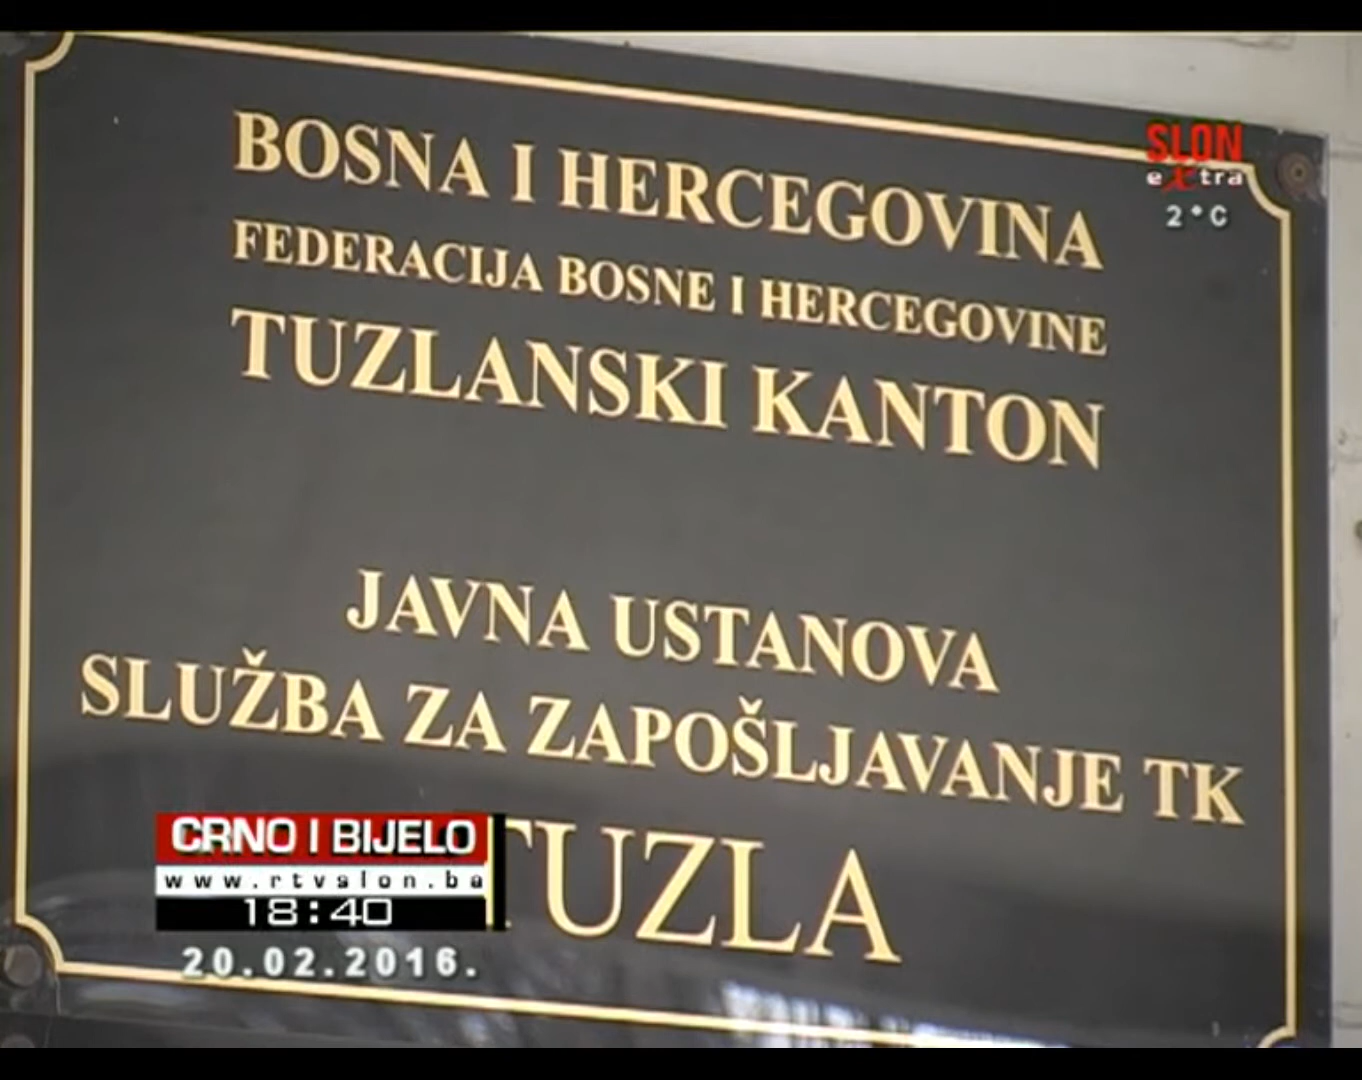 BOSNA I HERCEGOVINA
FEDERACIJA BOSNE I HERCEGOVINE
TUZLANSKI KANTON
JAVNA USTANOVA
SLUŽBA ZA ZAPOŠLJAVANJE TK
TUZLA
SLON
extra
2°C
CRNO I BIJELO
www.rtvslon.ba
18:40
20.02.2016.